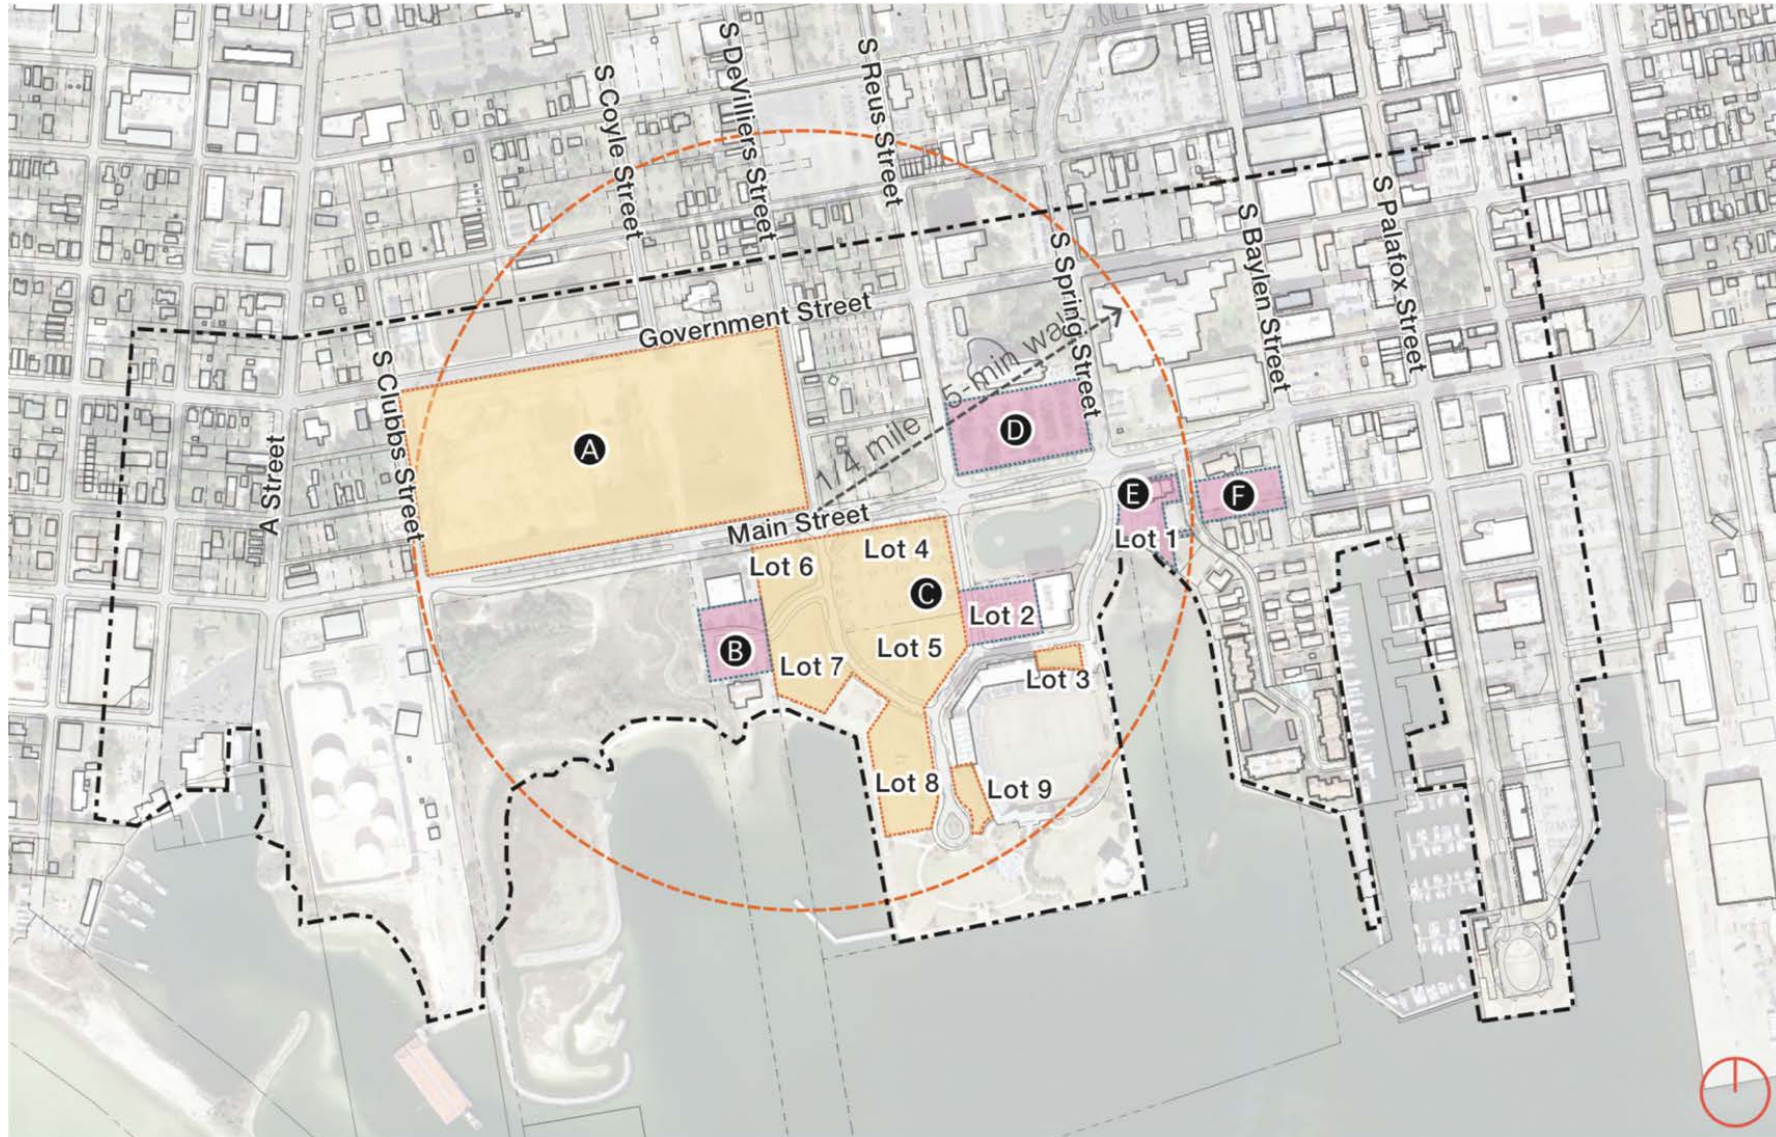 S Coyle Street
S DeVilliers Street
S Reus Street
S Spring Street
S Baylen Street
S Palafox Street
Government Street
S Clubbs Street
A Street
1/4 mile 5-min walk
Main Street
A
D
E
F
Lot 1
Lot 4
Lot 6
C
Lot 2
B
Lot 5
Lot 7
Lot 3
Lot 8
Lot 9